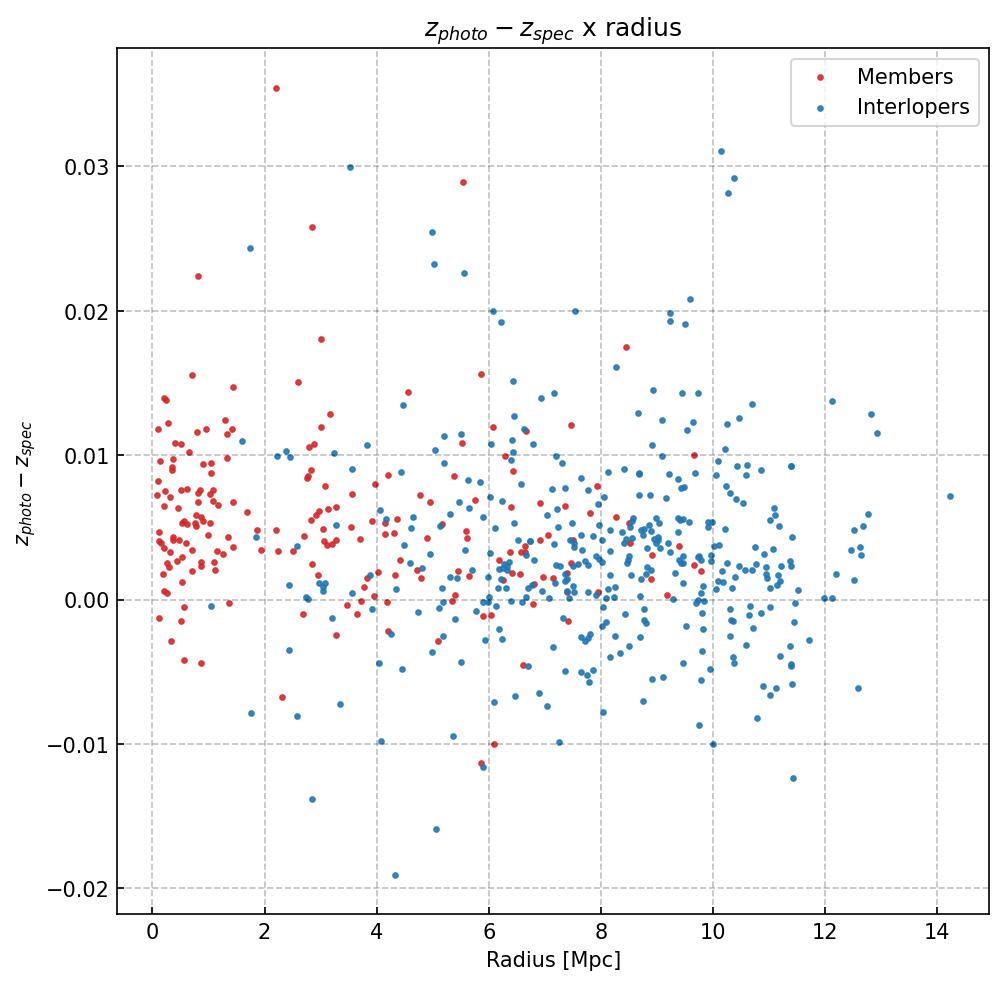 z_photo − z_spec x radius
Members
Interlopers
0.03
0.02
0.01
0.00
−0.01
−0.02
z_photo − z_spec
0 2 4 6 8 10 12 14
Radius [Mpc]